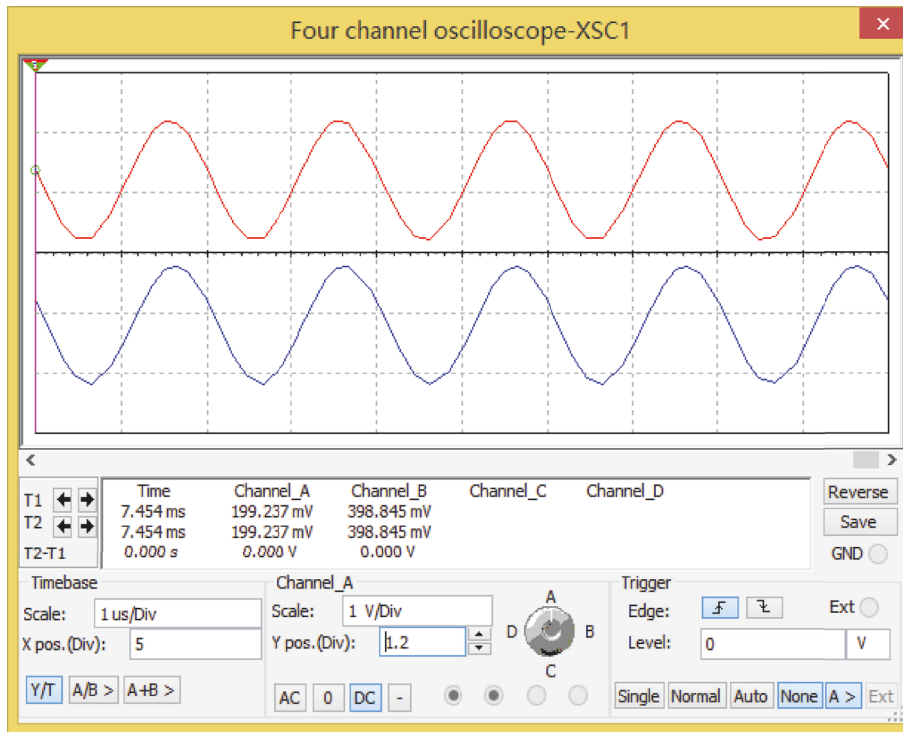 Four channel oscilloscope-XSC1
Time Channel_A Channel_B Channel_C Channel_D
T1 7.454 ms 199.237 mV 398.845 mV
T2 7.454 ms 199.237 mV 398.845 mV
T2-T1 0.000 s 0.000 V 0.000 V
Reverse
Save
GND
Timebase
Scale: 1 us/Div
X pos.(Div): 5
Y/T A/B > A+B >
Channel_A
Scale: 1 V/Div
Y pos.(Div): 1.2
AC 0 DC -
A
D B
C
Trigger
Edge: Ext
Level: 0 V
Single Normal Auto None A > Ext